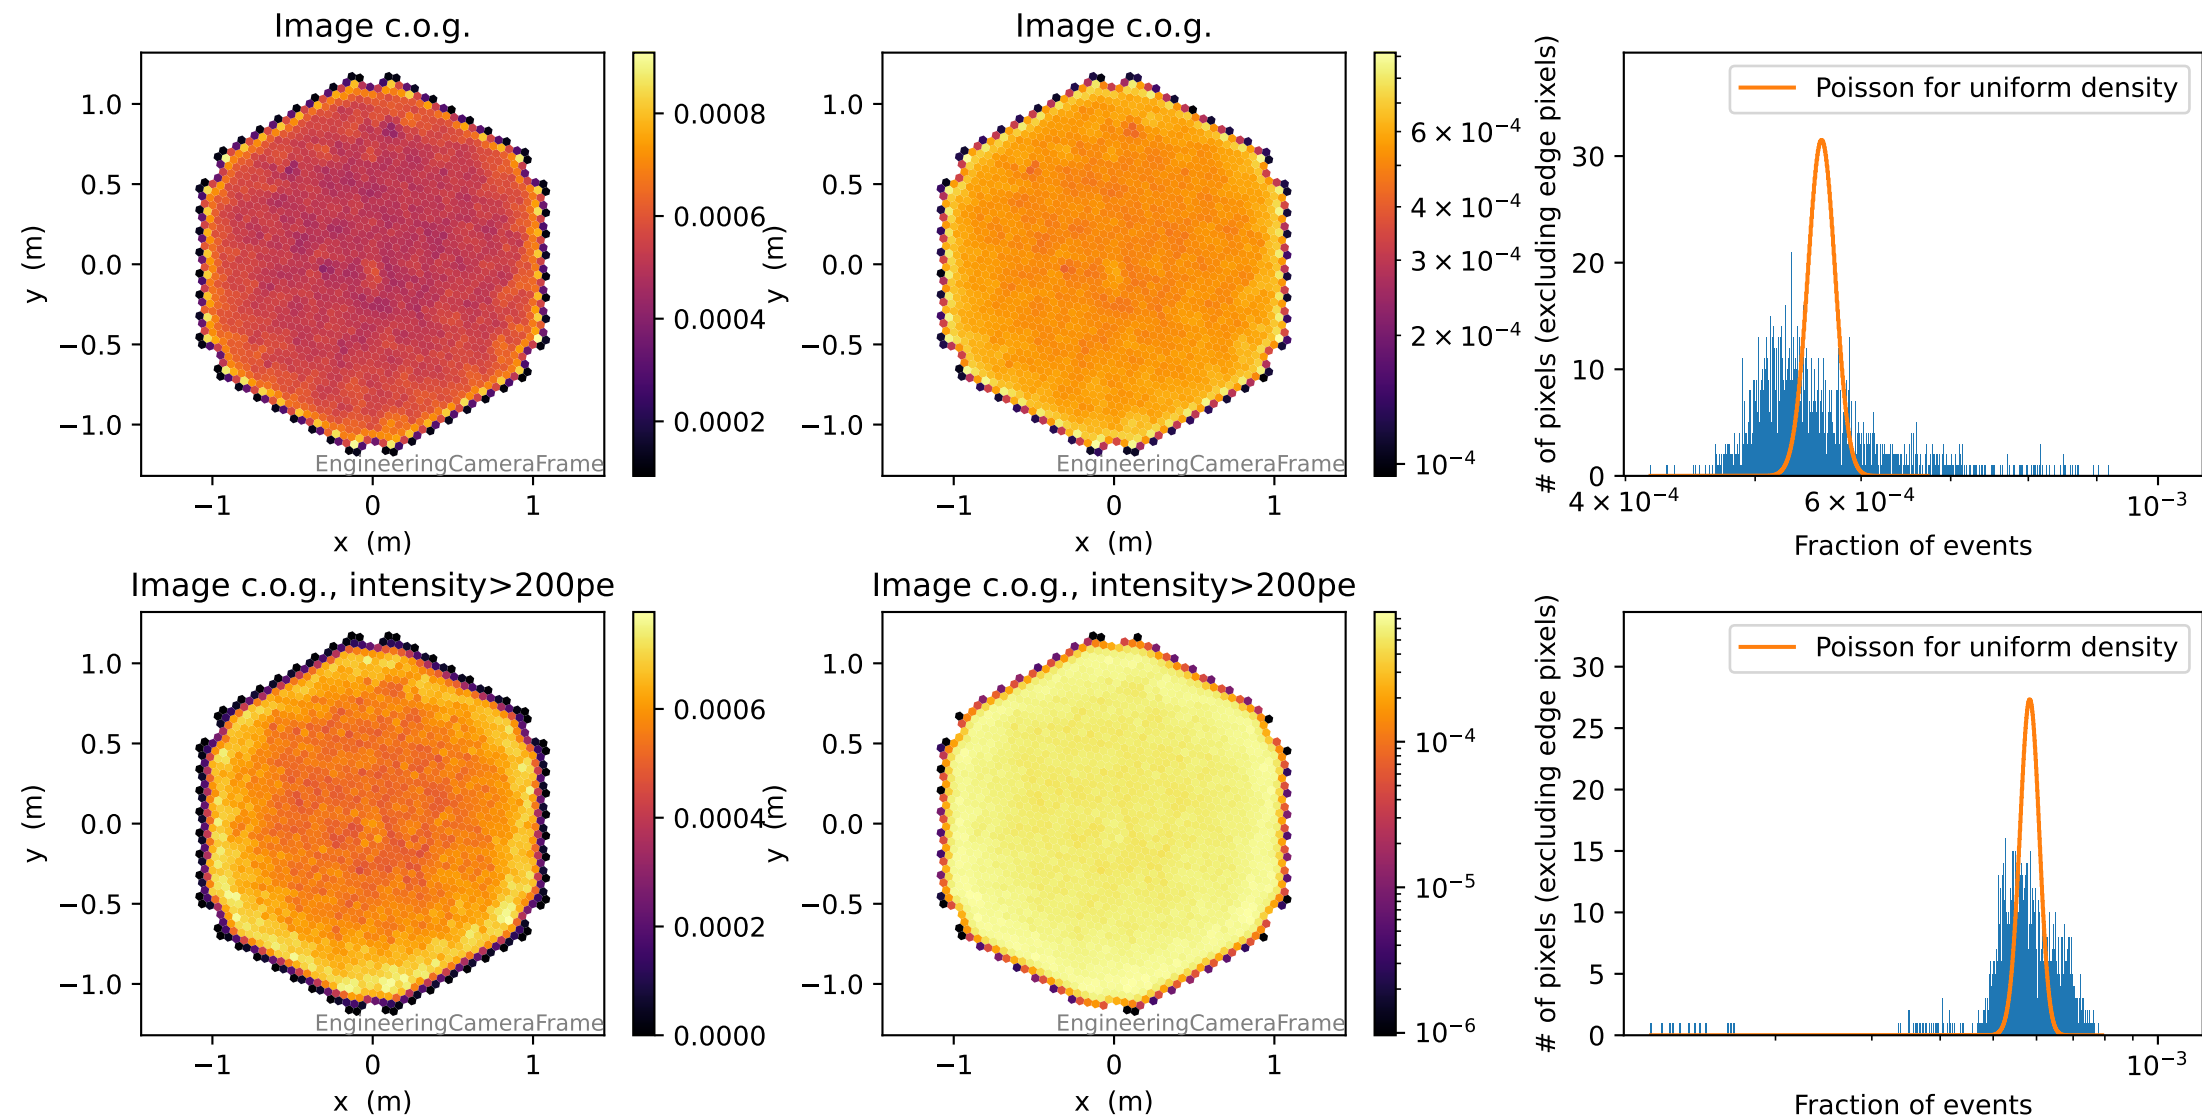 Image c.o.g.
1.0
0.5
0.0
−0.5
−1.0
y (m)
−1
0
1
x (m)
EngineeringCameraFrame
0.0008
0.0006
0.0004
0.0002
Image c.o.g.
1.0
0.5
0.0
−0.5
−1.0
y (m)
−1
0
1
x (m)
EngineeringCameraFrame
6 × 10⁻⁴
4 × 10⁻⁴
3 × 10⁻⁴
2 × 10⁻⁴
10⁻⁴
# of pixels (excluding edge pixels)
30
20
10
0
Poisson for uniform density
4 × 10⁻⁴
6 × 10⁻⁴
10⁻³
Fraction of events
Image c.o.g., intensity>200pe
1.0
0.5
0.0
−0.5
−1.0
y (m)
−1
0
1
x (m)
EngineeringCameraFrame
0.0006
0.0004
0.0002
0.0000
Image c.o.g., intensity>200pe
1.0
0.5
0.0
−0.5
−1.0
y (m)
−1
0
1
x (m)
EngineeringCameraFrame
10⁻⁴
10⁻⁵
10⁻⁶
# of pixels (excluding edge pixels)
30
25
20
15
10
5
0
Poisson for uniform density
10⁻³
Fraction of events